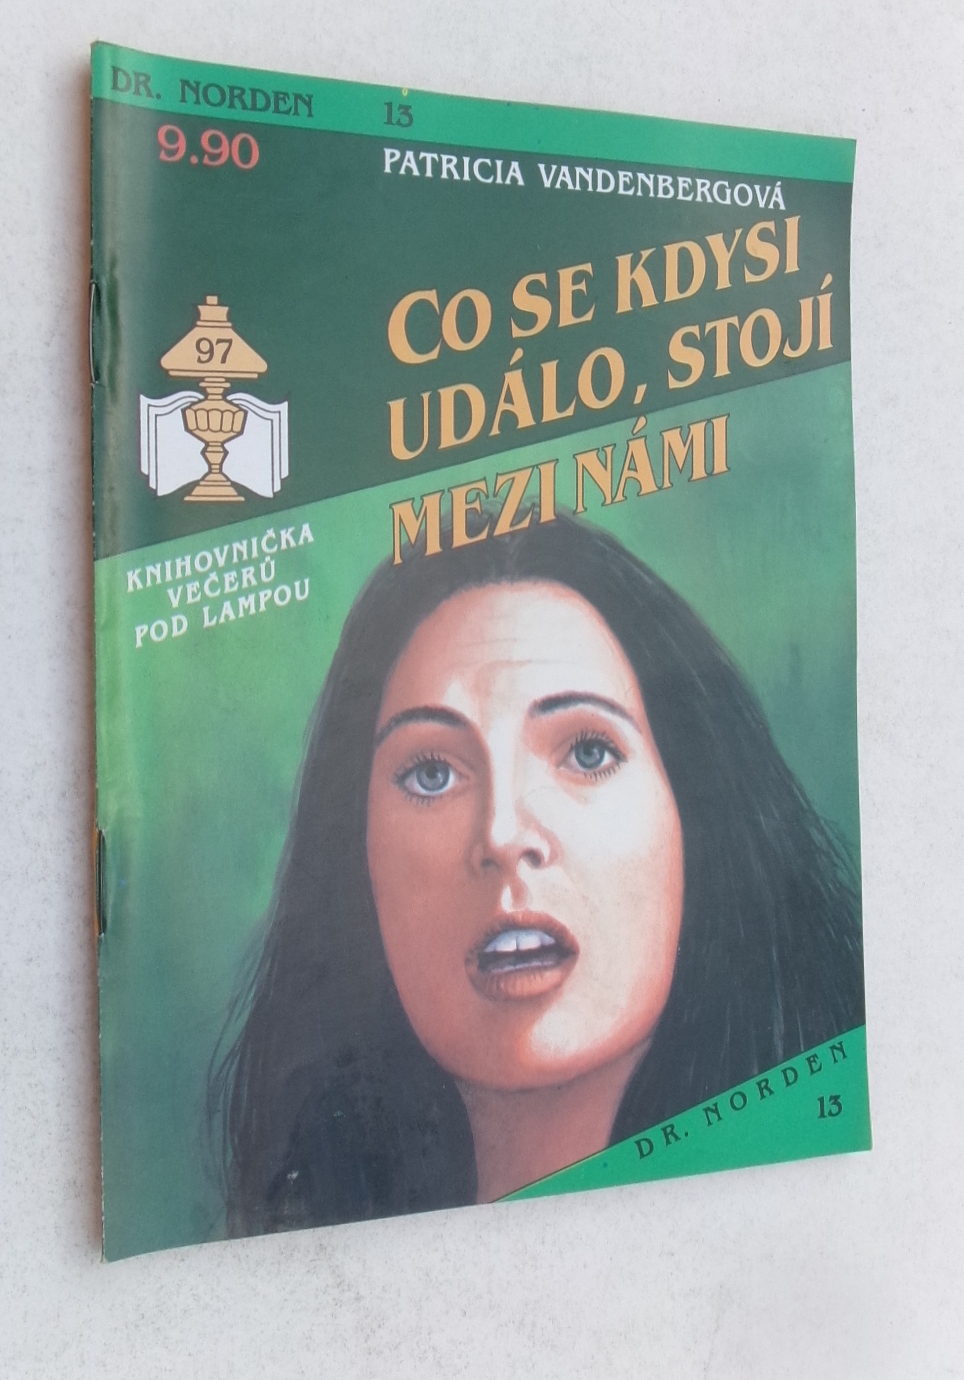 DR. NORDEN 13
9.90
PATRICIA VANDENBERGOVÁ
CO SE KDYSI
UDÁLO, STOJÍ
MEZI NÁMI
97
KNIHOVNIČKA
VEČERŮ
POD LAMPOU
DR. NORDEN
13